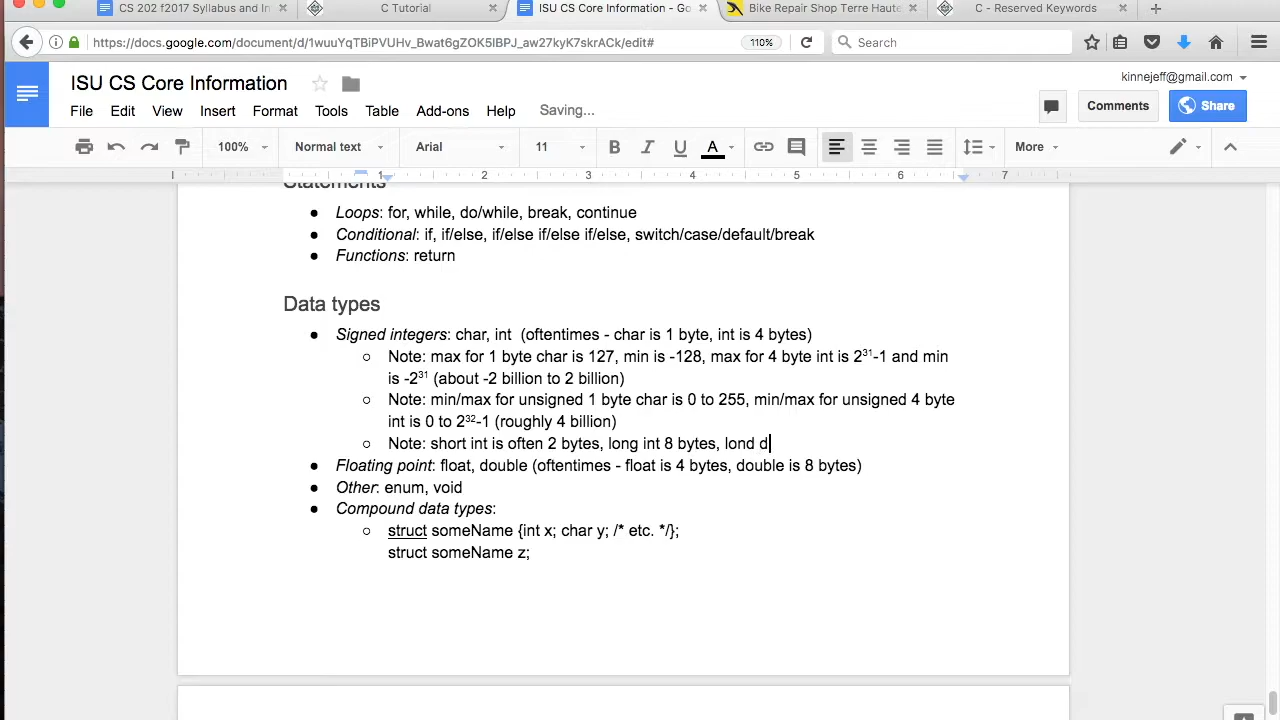 CS 202 f2017 Syllabus and In
C Tutorial
ISU CS Core Information - Go
Bike Repair Shop Terre Haute
C - Reserved Keywords
https://docs.google.com/document/d/1wuuYqTBiPVUHv_Bwat6gZOK5IBPJ_aw27kyK7skrACk/edit#
110%
Search
ISU CS Core Information
kinnejeff@gmail.com
File Edit View Insert Format Tools Table Add-ons Help Saving...
Comments
Share
100% Normal text Arial 11 B I U A More
1 2 3 4 5 6 7
Statements
● Loops: for, while, do/while, break, continue
● Conditional: if, if/else, if/else if/else if/else, switch/case/default/break
● Functions: return
Data types
● Signed integers: char, int (oftentimes - char is 1 byte, int is 4 bytes)
○ Note: max for 1 byte char is 127, min is -128, max for 4 byte int is 2³¹-1 and min
is -2³¹ (about -2 billion to 2 billion)
○ Note: min/max for unsigned 1 byte char is 0 to 255, min/max for unsigned 4 byte
int is 0 to 2³²-1 (roughly 4 billion)
○ Note: short int is often 2 bytes, long int 8 bytes, lond d
● Floating point: float, double (oftentimes - float is 4 bytes, double is 8 bytes)
● Other: enum, void
● Compound data types:
○ struct someName {int x; char y; /* etc. */};
struct someName z;